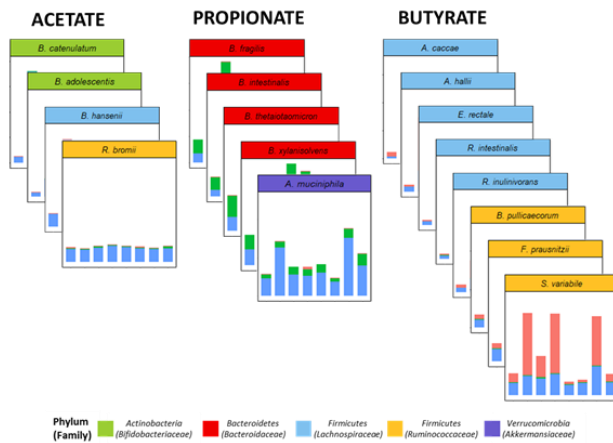 ACETATE
B. catenulatum
B. adolescentis
B. hansenii
R. bromii
PROPIONATE
B. fragilis
B. intestinalis
B. thetaiotaomicron
B. xylanisolvens
A. muciniphila
BUTYRATE
A. caccae
A. hallii
E. rectale
R. intestinalis
R. inulinivorans
B. pullicaecorum
F. prausnitzii
S. variabile
Phylum
(Family)
Actinobacteria
(Bifidobacteriaceae)
Bacteroidetes
(Bacteroidaceae)
Firmicutes
(Lachnospiraceae)
Firmicutes
(Ruminococcaceae)
Verrucomicrobia
(Akkermansiaceae)